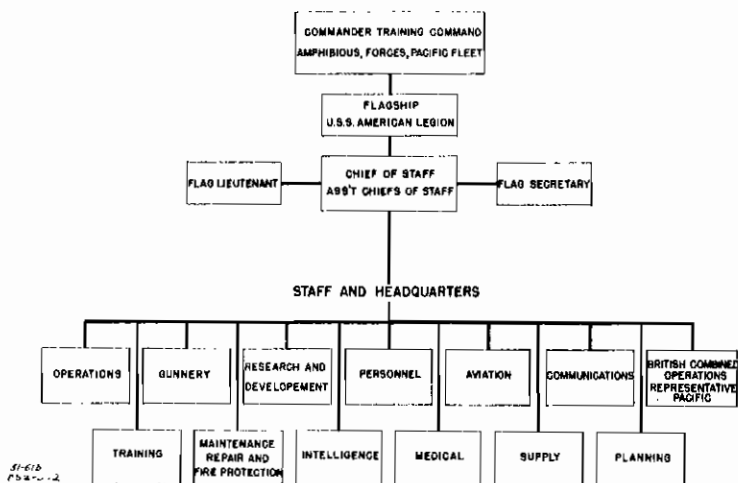 COMMANDER TRAINING COMMAND
AMPHIBIOUS, FORCES, PACIFIC FLEET
FLAGSHIP
U.S.S. AMERICAN LEGION
FLAG LIEUTENANT
CHIEF OF STAFF
ASS'T CHIEFS OF STAFF
FLAG SECRETARY
STAFF AND HEADQUARTERS
OPERATIONS
GUNNERY
RESEARCH AND
DEVELOPEMENT
PERSONNEL
AVIATION
COMMUNICATIONS
BRITISH COMBINED
OPERATIONS
REPRESENTATIVE
PACIFIC
TRAINING
MAINTENANCE
REPAIR AND
FIRE PROTECTION
INTELLIGENCE
MEDICAL
SUPPLY
PLANNING